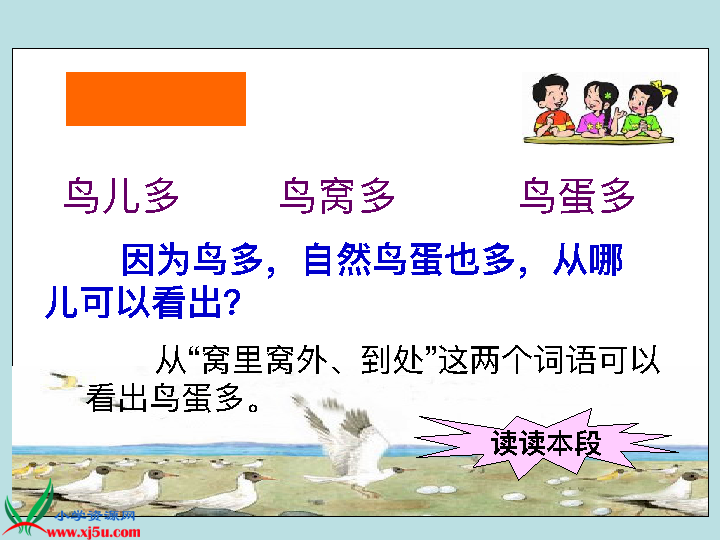 鸟儿多 鸟窝多 鸟蛋多
因为鸟多，自然鸟蛋也多，从哪
儿可以看出?
从“窝里窝外、到处”这两个词语可以
看出鸟蛋多。
读读本段
小学资源网
www.xj5u.com